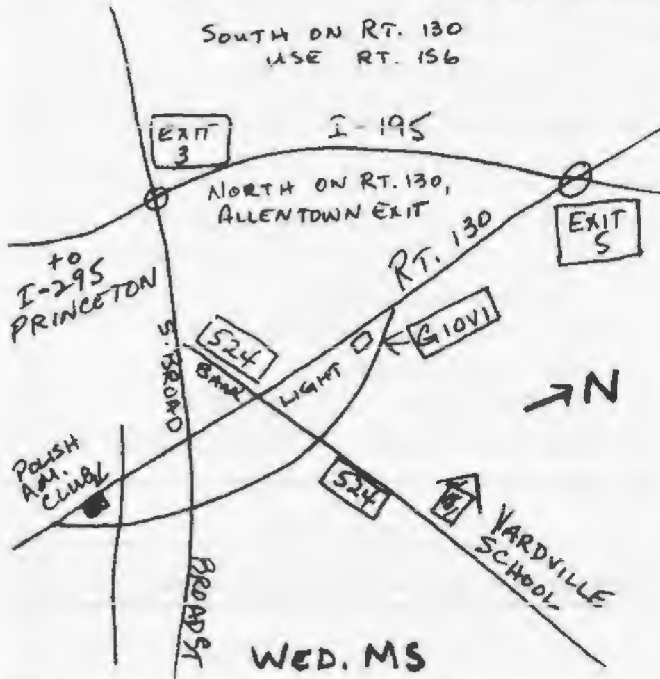 SOUTH ON RT. 130
USE RT. 156
EXIT
3
I-195
NORTH ON RT. 130,
ALLENTOWN EXIT
EXIT
5
to
I-295
PRINCETON
RT. 130
S. BROAD
524
BANK
LIGHT
GIOVI
N
POLISH
AM.
CLUB
524
YARDVILLE
SCHOOL
BROAD ST
WED. MS